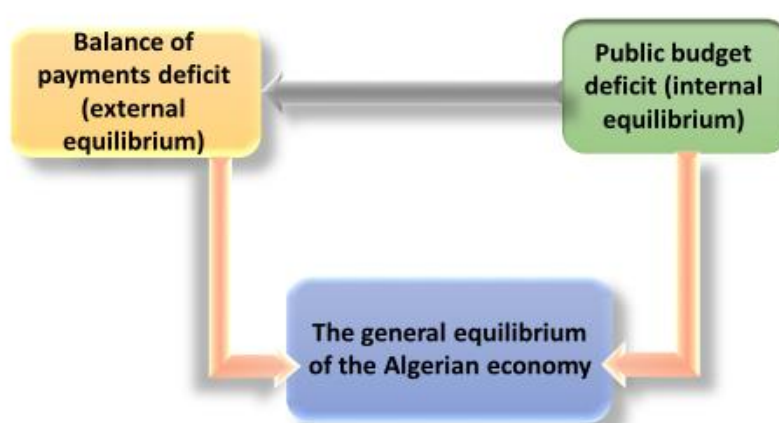 Balance of
payments deficit
(external
equilibrium)
Public budget
deficit (internal
equilibrium)
The general equilibrium
of the Algerian economy